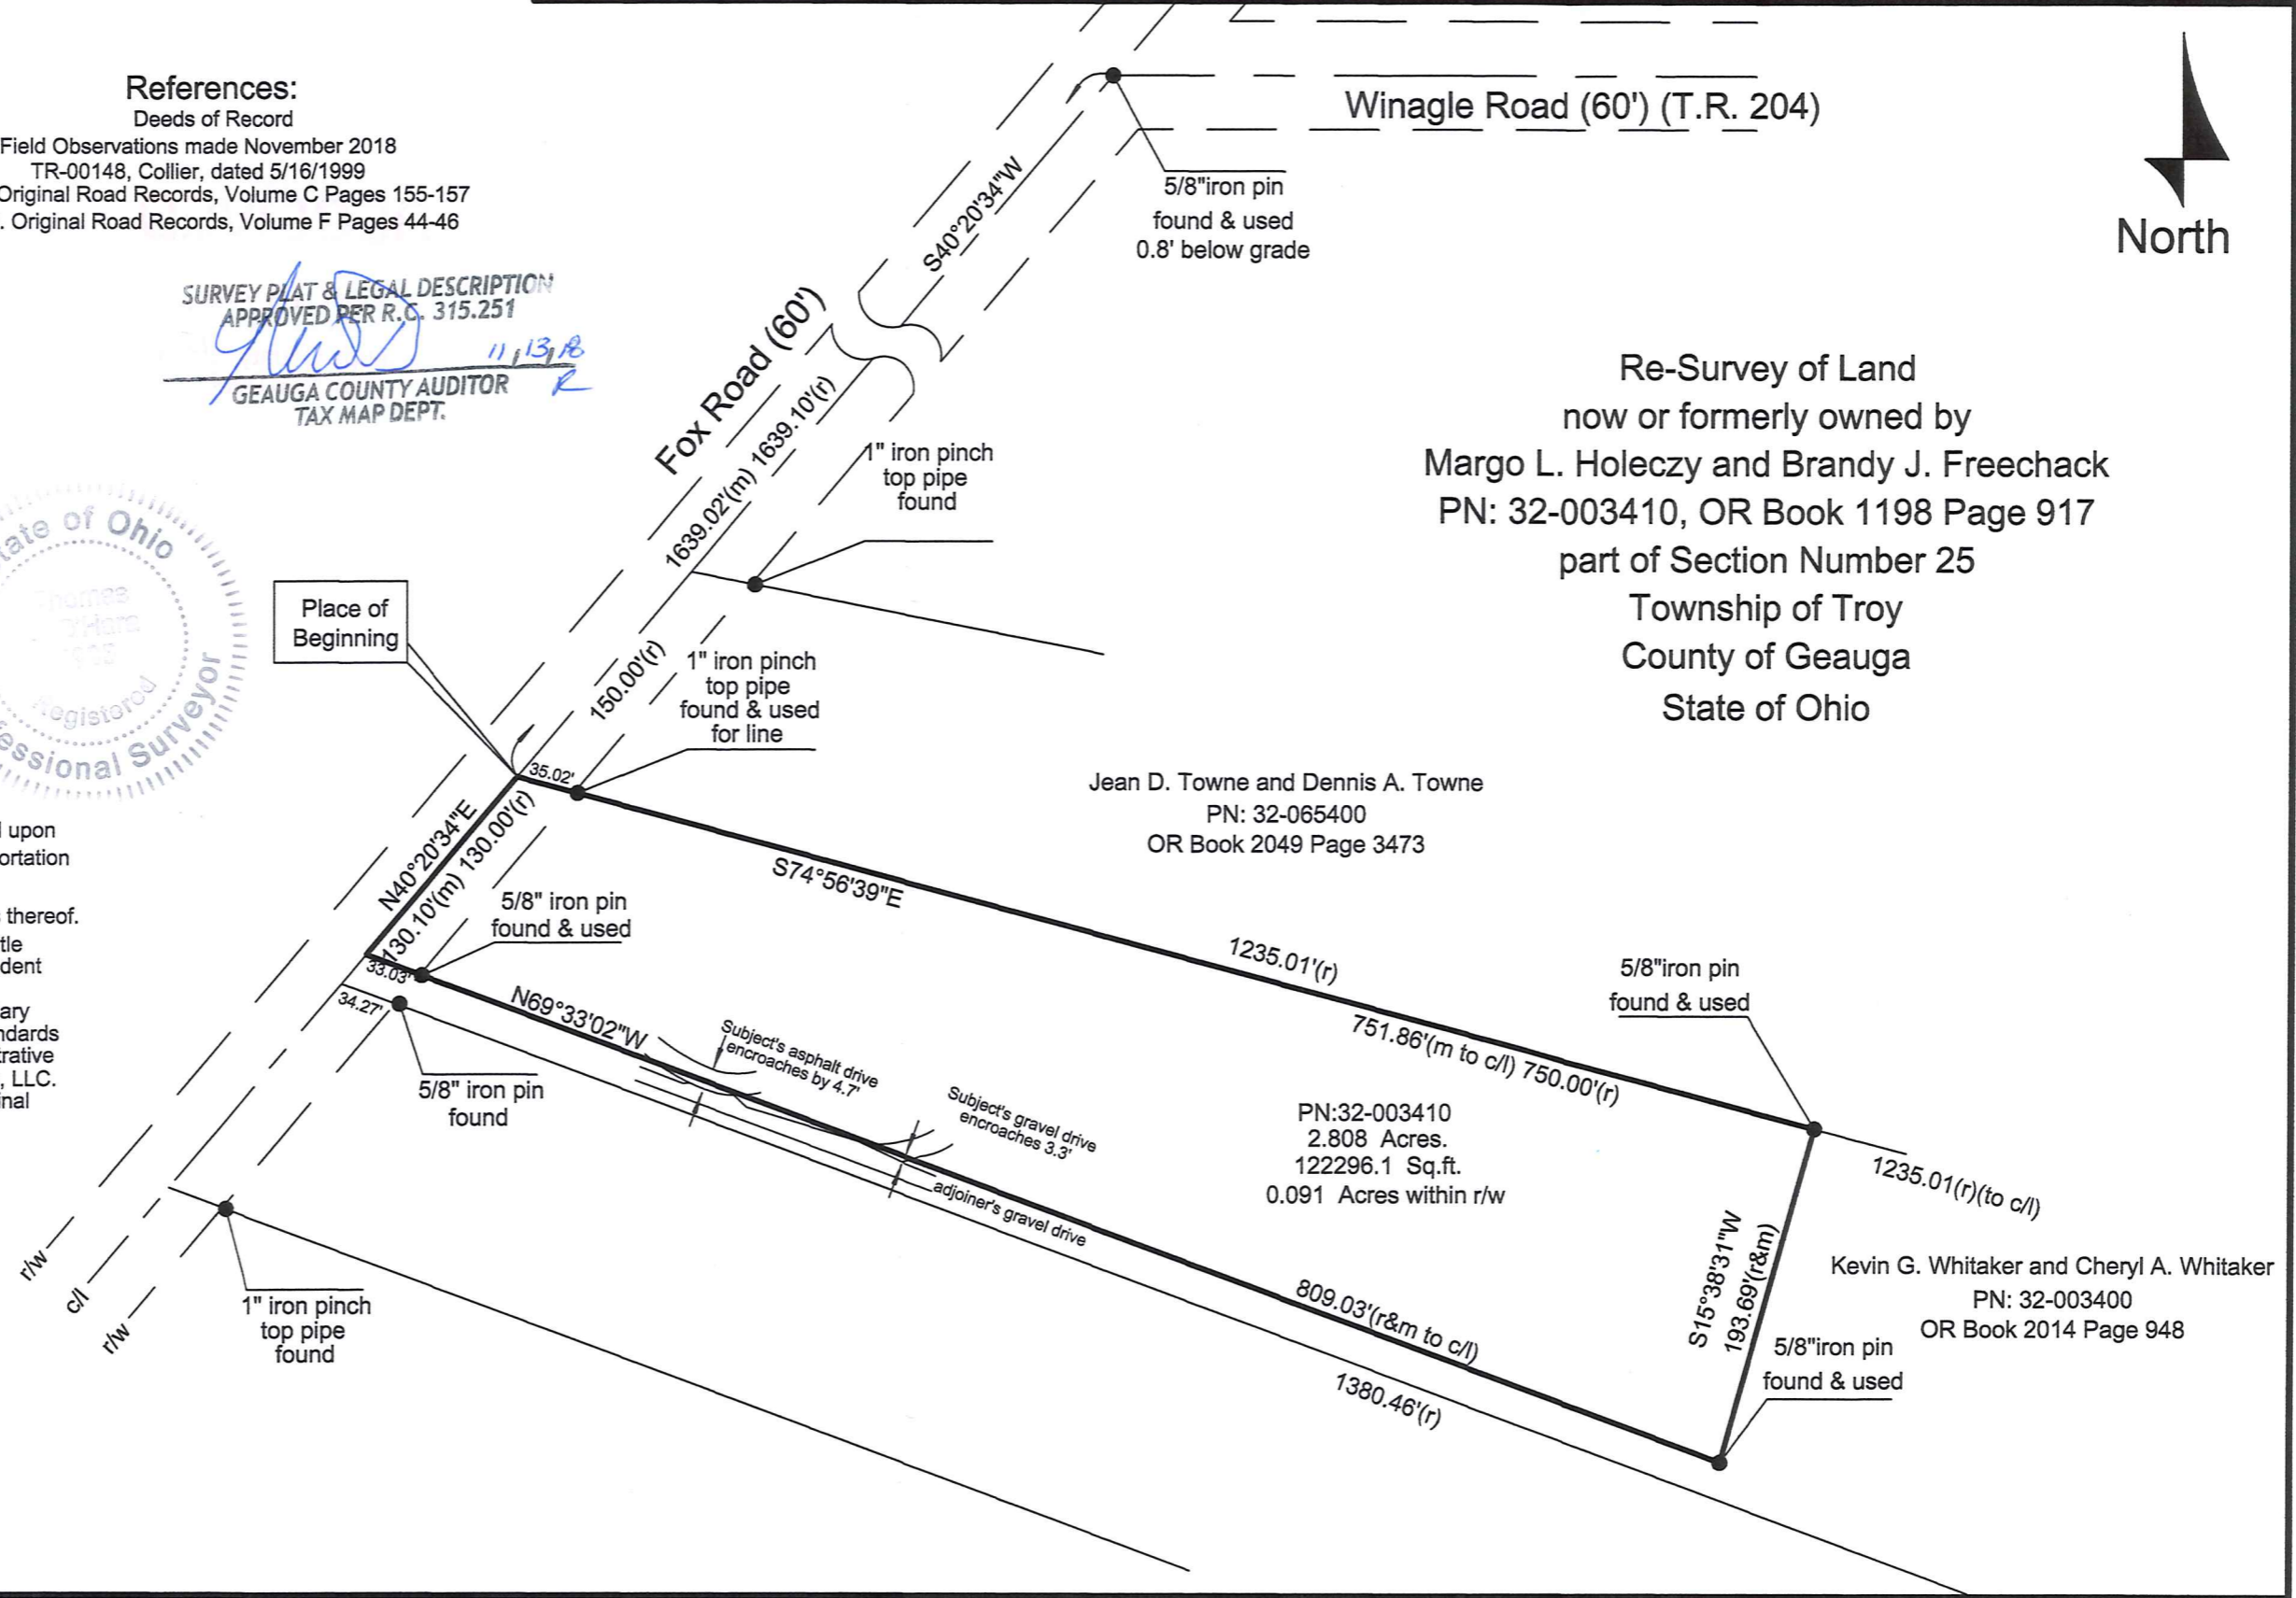 References:
Deeds of Record
Field Observations made November 2018
TR-00148, Collier, dated 5/16/1999
Original Road Records, Volume C Pages 155-157
. Original Road Records, Volume F Pages 44-46
SURVEY PLAT & LEGAL DESCRIPTION
APPROVED PER R.C. 315.251
11/13/18
R
GEAUGA COUNTY AUDITOR
TAX MAP DEPT.
ate of Ohio
Registered
essional Surveyor
Winagle Road (60') (T.R. 204)
North
5/8"iron pin
found & used
0.8' below grade
S40°20'34"W
Fox Road (60')
1639.02'(m) 1639.10'(r)
1" iron pinch
top pipe
found
Re-Survey of Land
now or formerly owned by
Margo L. Holeczy and Brandy J. Freechack
PN: 32-003410, OR Book 1198 Page 917
part of Section Number 25
Township of Troy
County of Geauga
State of Ohio
Place of
Beginning
150.00'(r)
1" iron pinch
top pipe
found & used
for line
35.02'
Jean D. Towne and Dennis A. Towne
PN: 32-065400
OR Book 2049 Page 3473
N40°20'34"E
130.10'(m) 130.00'(r)
S74°56'39"E
1235.01'(r)
751.86'(m to c/l) 750.00'(r)
5/8"iron pin
found & used
5/8" iron pin
found & used
33.03'
34.27'
N69°33'02"W
Subject's asphalt drive
encroaches by 4.7'
Subject's gravel drive
encroaches 3.3'
adjoiner's gravel drive
5/8" iron pin
found
PN:32-003410
2.808 Acres.
122296.1 Sq.ft.
0.091 Acres within r/w
1235.01(r)(to c/l)
S15°38'31"W
193.69'(r&m)
Kevin G. Whitaker and Cheryl A. Whitaker
PN: 32-003400
OR Book 2014 Page 948
5/8"iron pin
found & used
809.03'(r&m to c/l)
1380.46'(r)
r/w
c/l
r/w
1" iron pinch
top pipe
found
upon
ortation
thereof.
tle
dent
ary
ndards
rative
, LLC.
nal